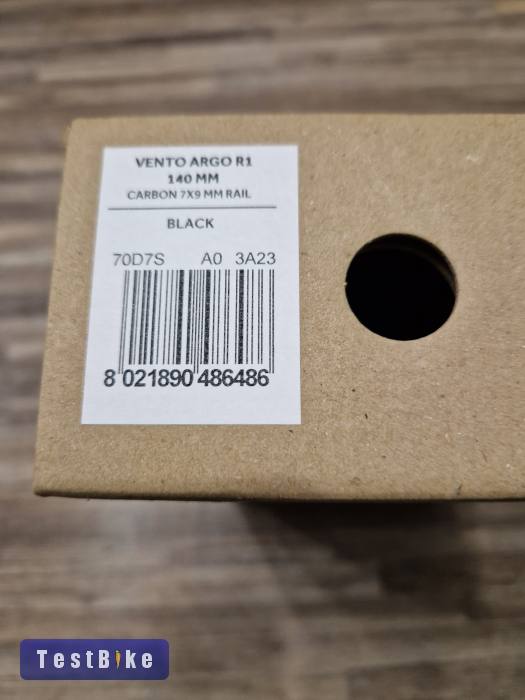 VENTO ARGO R1
140 MM
CARBON 7X9 MM RAIL
BLACK
70D7S A0 3A23
8 021890 486486
TestBike